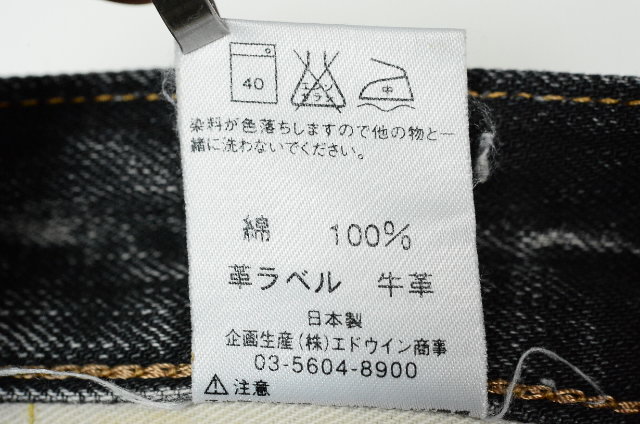 40 エンソサラシ 中
染料が色落ちしますので他の物と一
緒に洗わないでください。
綿 100%
革ラベル 牛革
日本製
企画生産(株)エドウイン商事
03-5604-8900
注意